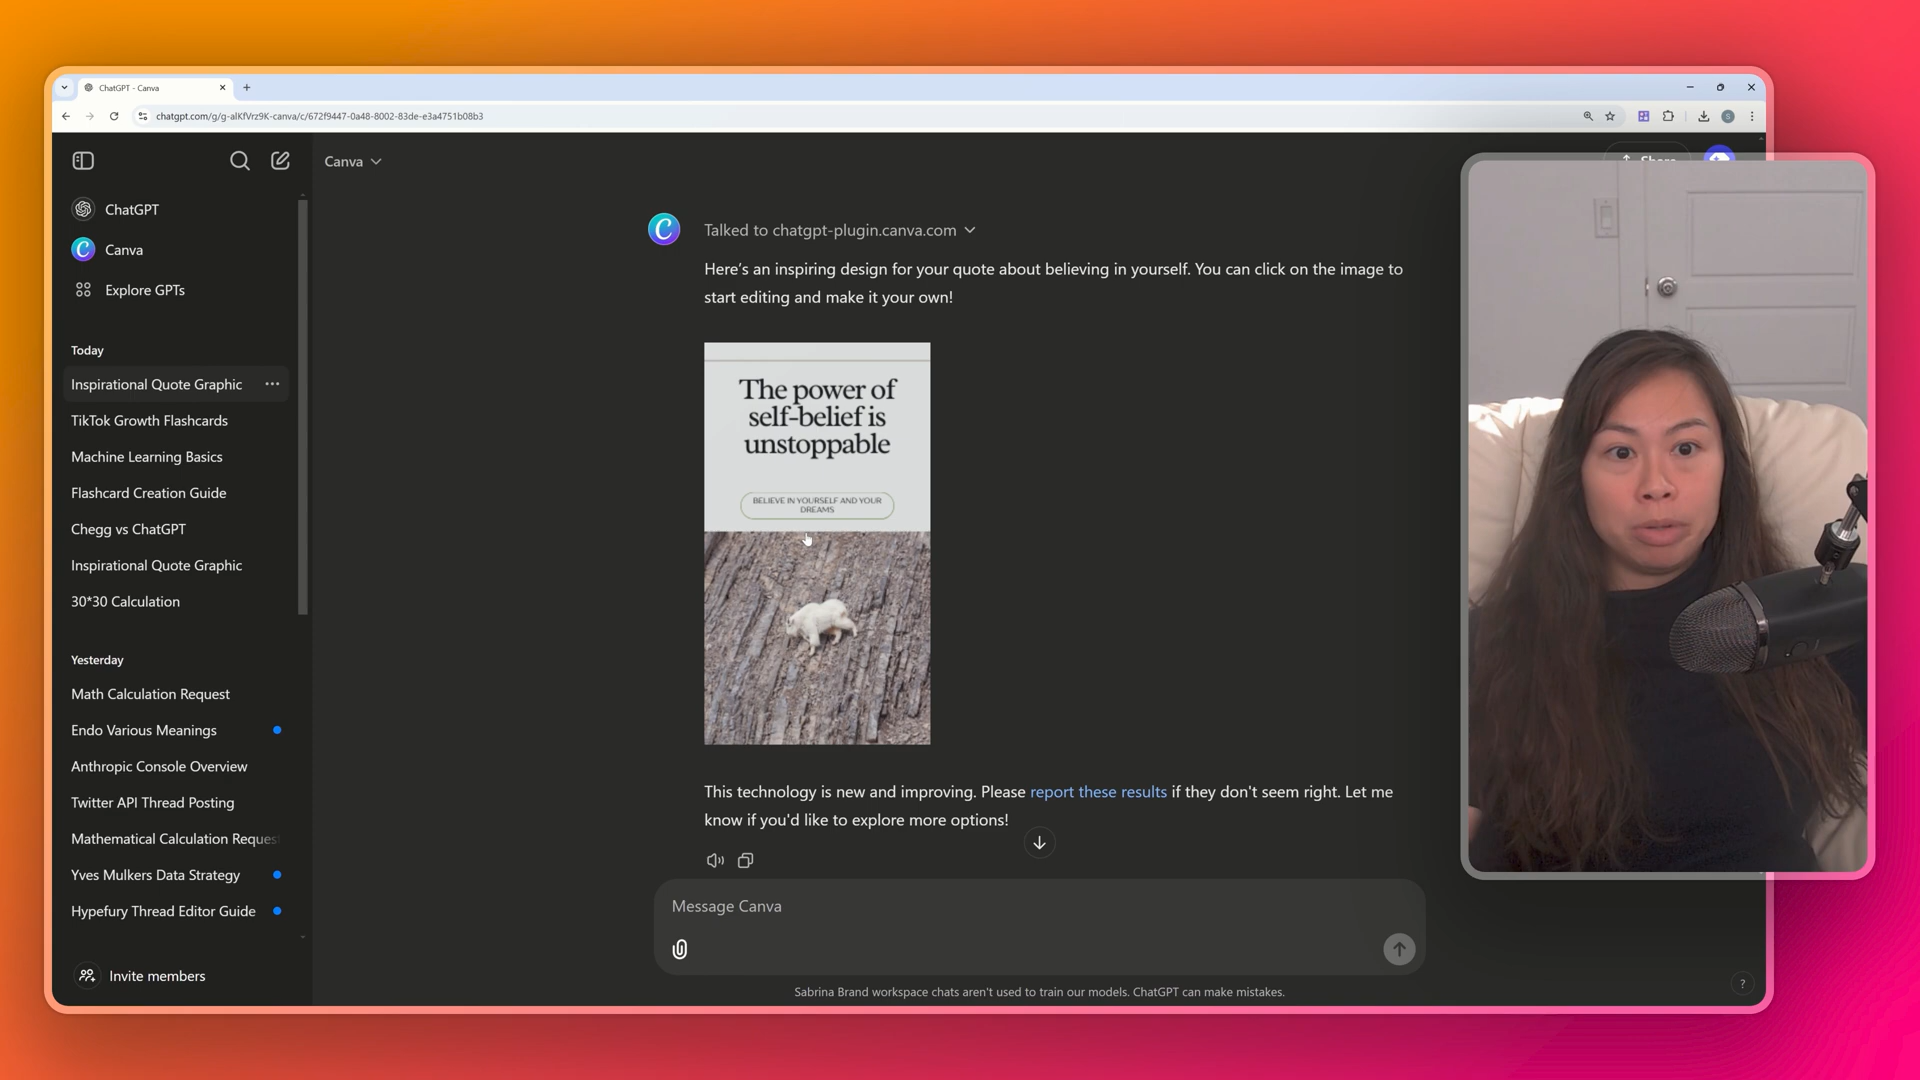 ChatGPT - Canva
chatgpt.com/g/g-alKfVrz9K-canva/c/672f9447-0a48-8002-83de-e3a4751b08b3
ChatGPT
Canva
Explore GPTs
Today
Inspirational Quote Graphic
TikTok Growth Flashcards
Machine Learning Basics
Flashcard Creation Guide
Chegg vs ChatGPT
Inspirational Quote Graphic
30*30 Calculation
Yesterday
Math Calculation Request
Endo Various Meanings
Anthropic Console Overview
Twitter API Thread Posting
Mathematical Calculation Reques
Yves Mulkers Data Strategy
Hypefury Thread Editor Guide
Invite members
Canva
Share
Talked to chatgpt-plugin.canva.com
Here's an inspiring design for your quote about believing in yourself. You can click on the image to
start editing and make it your own!
The power of
self-belief is
unstoppable
BELIEVE IN YOURSELF AND YOUR
DREAMS
This technology is new and improving. Please report these results if they don't seem right. Let me
know if you'd like to explore more options!
Message Canva
Sabrina Brand workspace chats aren't used to train our models. ChatGPT can make mistakes.
?